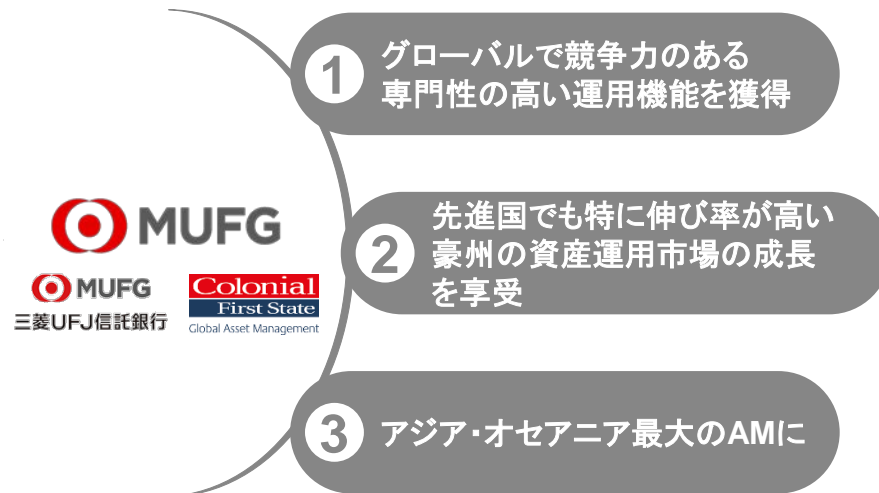 1
グローバルで競争力のある
専門性の高い運用機能を獲得
MUFG
2
先進国でも特に伸び率が高い
豪州の資産運用市場の成長
を享受
MUFG
三菱UFJ信託銀行
Colonial
First State
Global Asset Management
3
アジア・オセアニア最大のAMに